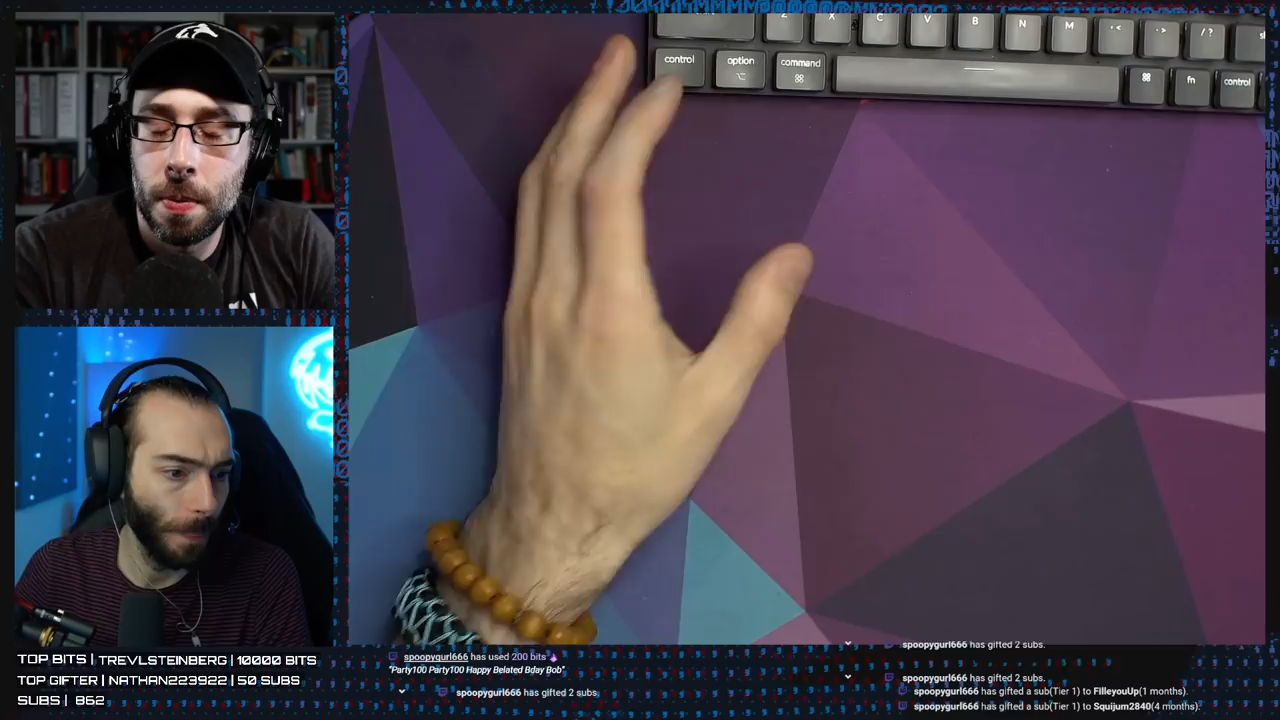 Z X C V B N M < > / ?
control option command ⌘ fn control
⌥ ⌘
TOP BITS | TREVLSTEINBERG | 10000 BITS
TOP GIFTER | NATHAN223922 | 50 SUBS
SUBS | 862
spoopygurl666 has used 200 bits
"Party100 Party100 Happy Belated Bday Bob"
spoopygurl666 has gifted 2 subs.
spoopygurl666 has gifted 2 subs.
spoopygurl666 has gifted 2 subs.
spoopygurl666 has gifted a sub(Tier 1) to FilleyouUp(1 months).
spoopygurl666 has gifted a sub(Tier 1) to Squijum2840(4 months).